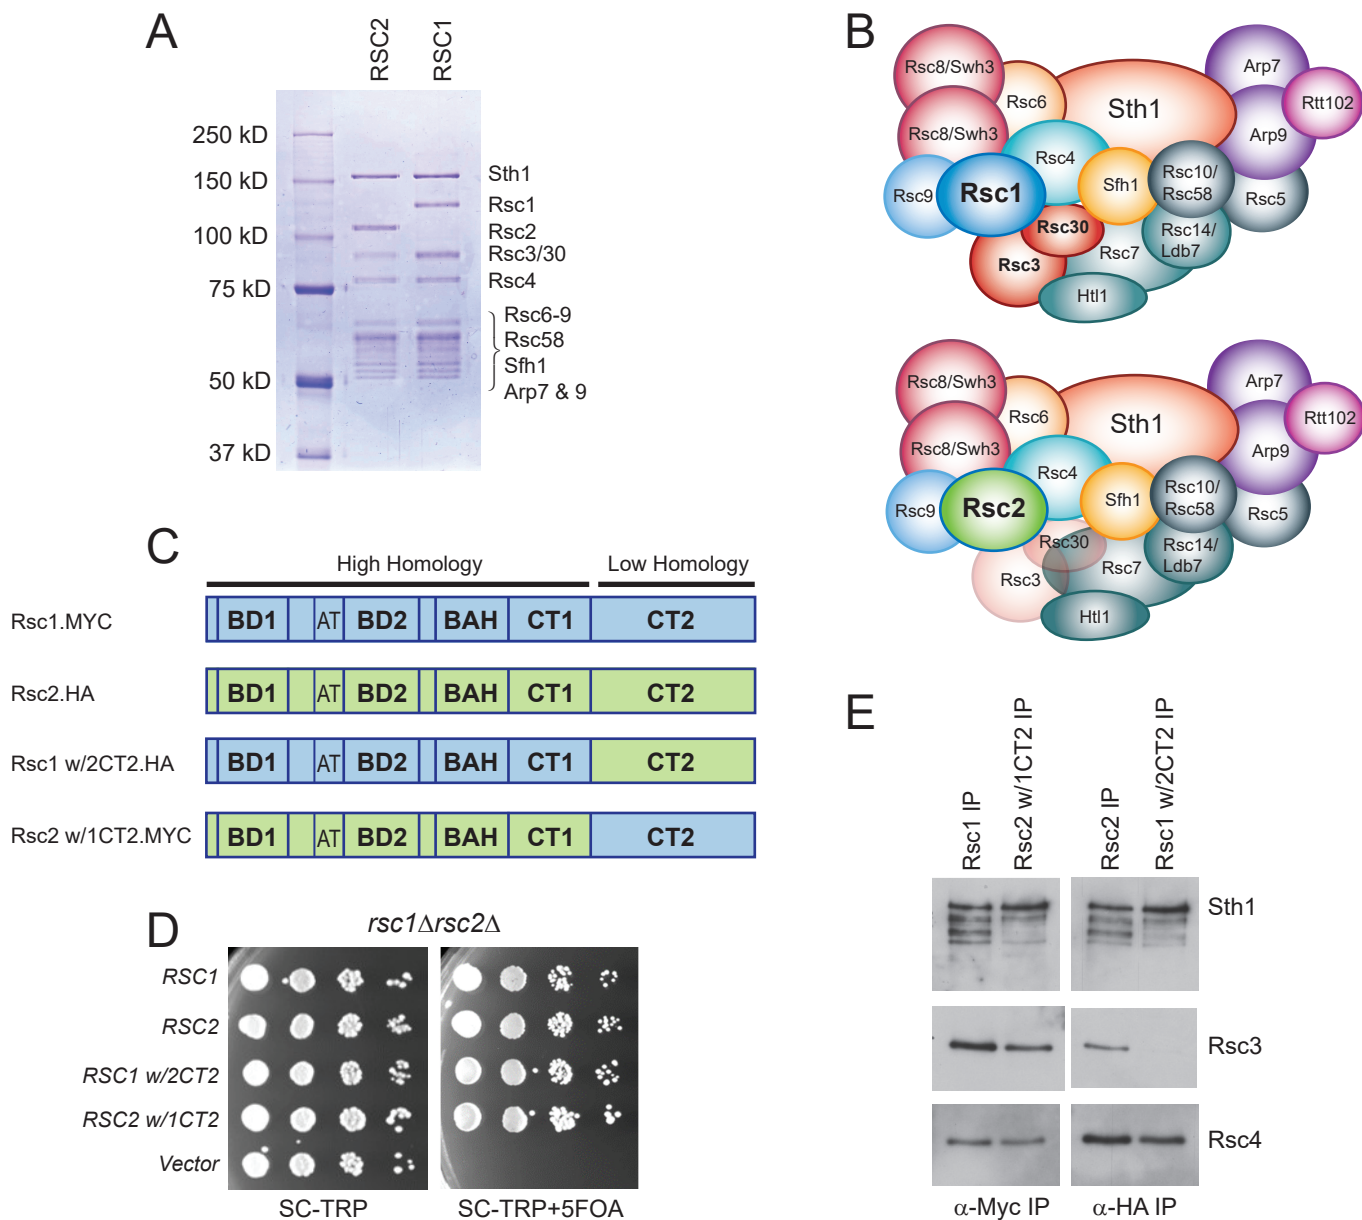 A
RSC2
RSC1
250 kD
150 kD
100 kD
75 kD
50 kD
37 kD
Sth1
Rsc1
Rsc2
Rsc3/30
Rsc4
Rsc6-9
Rsc58
Sfh1
Arp7 & 9
B
Rsc8/Swh3
Rsc6
Sth1
Arp7
Rtt102
Rsc8/Swh3
Arp9
Rsc4
Rsc9
Rsc1
Sfh1
Rsc10/
Rsc58
Rsc5
Rsc30
Rsc3
Rsc7
Rsc14/
Ldb7
Htl1
Rsc8/Swh3
Rsc6
Sth1
Arp7
Rtt102
Rsc8/Swh3
Arp9
Rsc4
Rsc9
Rsc2
Sfh1
Rsc10/
Rsc58
Rsc5
Rsc30
Rsc3
Rsc7
Rsc14/
Ldb7
Htl1
C
High Homology
Low Homology
Rsc1.MYC
BD1 AT BD2 BAH CT1 CT2
Rsc2.HA
BD1 AT BD2 BAH CT1 CT2
Rsc1 w/2CT2.HA
BD1 AT BD2 BAH CT1 CT2
Rsc2 w/1CT2.MYC
BD1 AT BD2 BAH CT1 CT2
D
rsc1Δrsc2Δ
RSC1
RSC2
RSC1 w/2CT2
RSC2 w/1CT2
Vector
SC-TRP
SC-TRP+5FOA
E
Rsc1 IP
Rsc2 w/1CT2 IP
Rsc2 IP
Rsc1 w/2CT2 IP
Sth1
Rsc3
Rsc4
α-Myc IP
α-HA IP